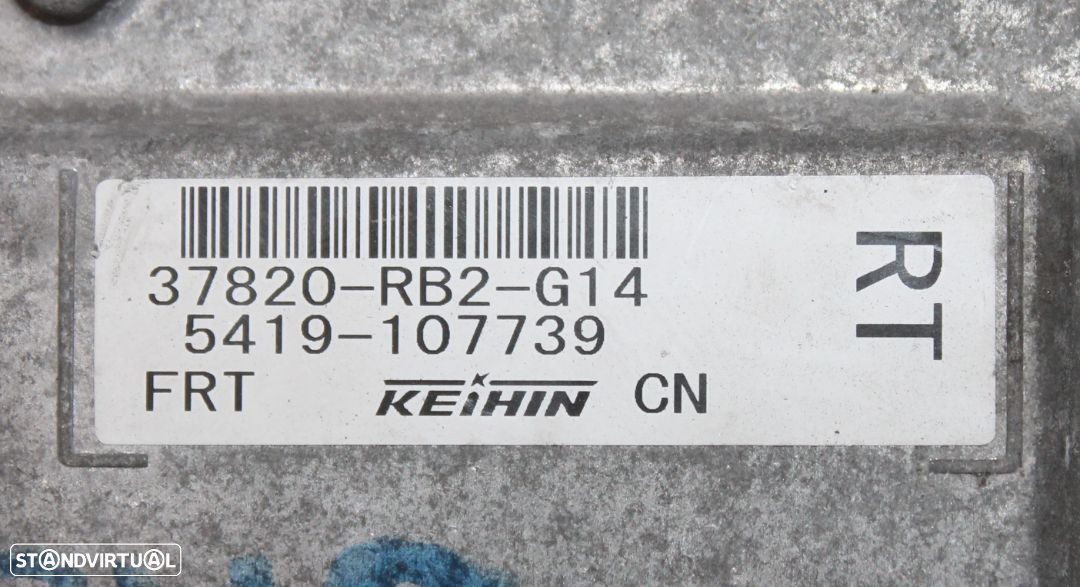 37820-RB2-G14
5419-107739
FRT KEIHIN CN
RT
STANDVIRTUAL